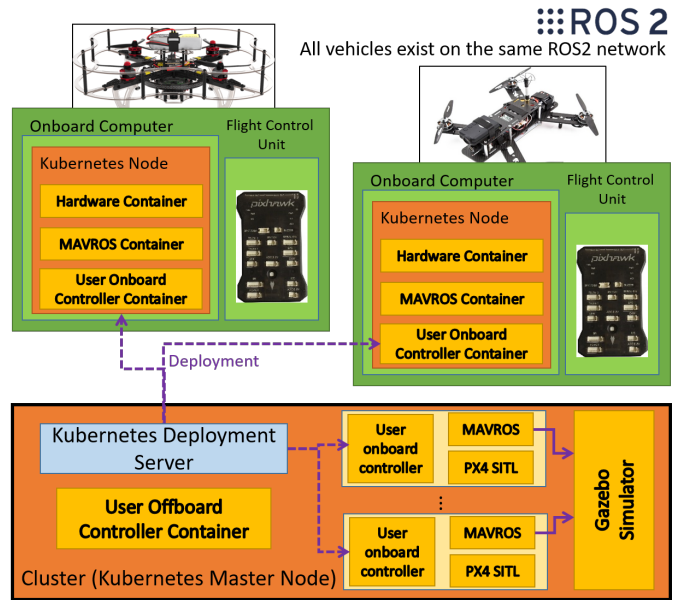 ROS 2
All vehicles exist on the same ROS2 network
Onboard Computer
Flight Control
Unit
Kubernetes Node
Hardware Container
MAVROS Container
User Onboard
Controller Container
pixhawk
Onboard Computer
Flight Control
Unit
Kubernetes Node
Hardware Container
MAVROS Container
User Onboard
Controller Container
pixhawk
Deployment
Kubernetes Deployment
Server
User Offboard
Controller Container
Cluster (Kubernetes Master Node)
User
onboard
controller
MAVROS
PX4 SITL
⋮
User
onboard
controller
MAVROS
PX4 SITL
Gazebo
Simulator